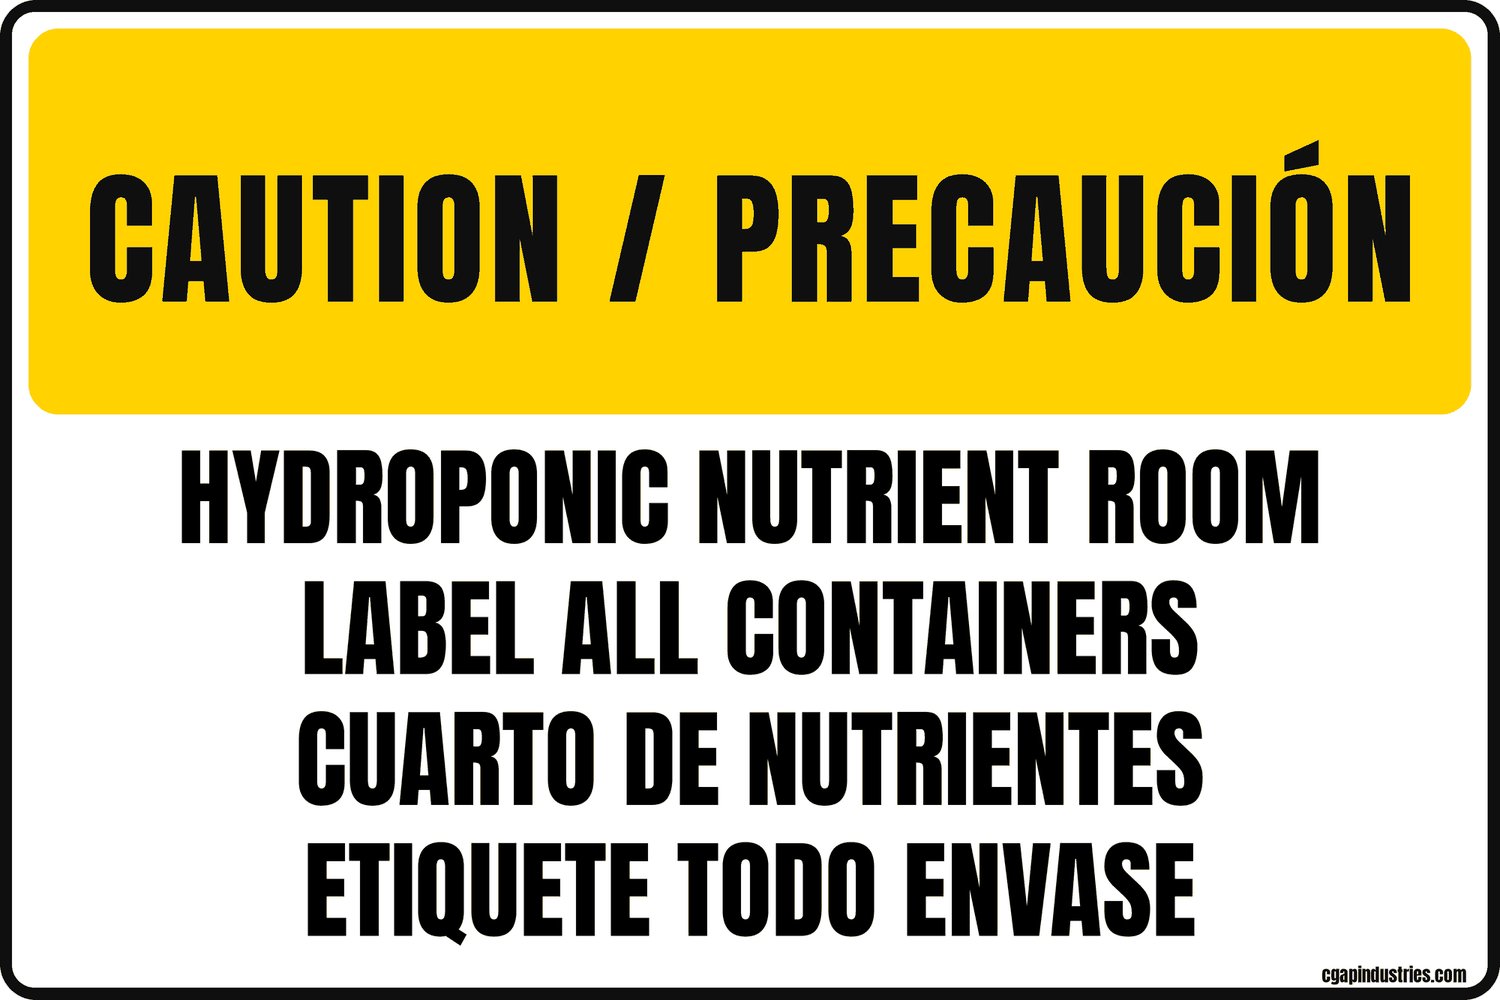 CAUTION / PRECAUCIÓN
HYDROPONIC NUTRIENT ROOM
LABEL ALL CONTAINERS
CUARTO DE NUTRIENTES
ETIQUETE TODO ENVASE
cgapindustries.com